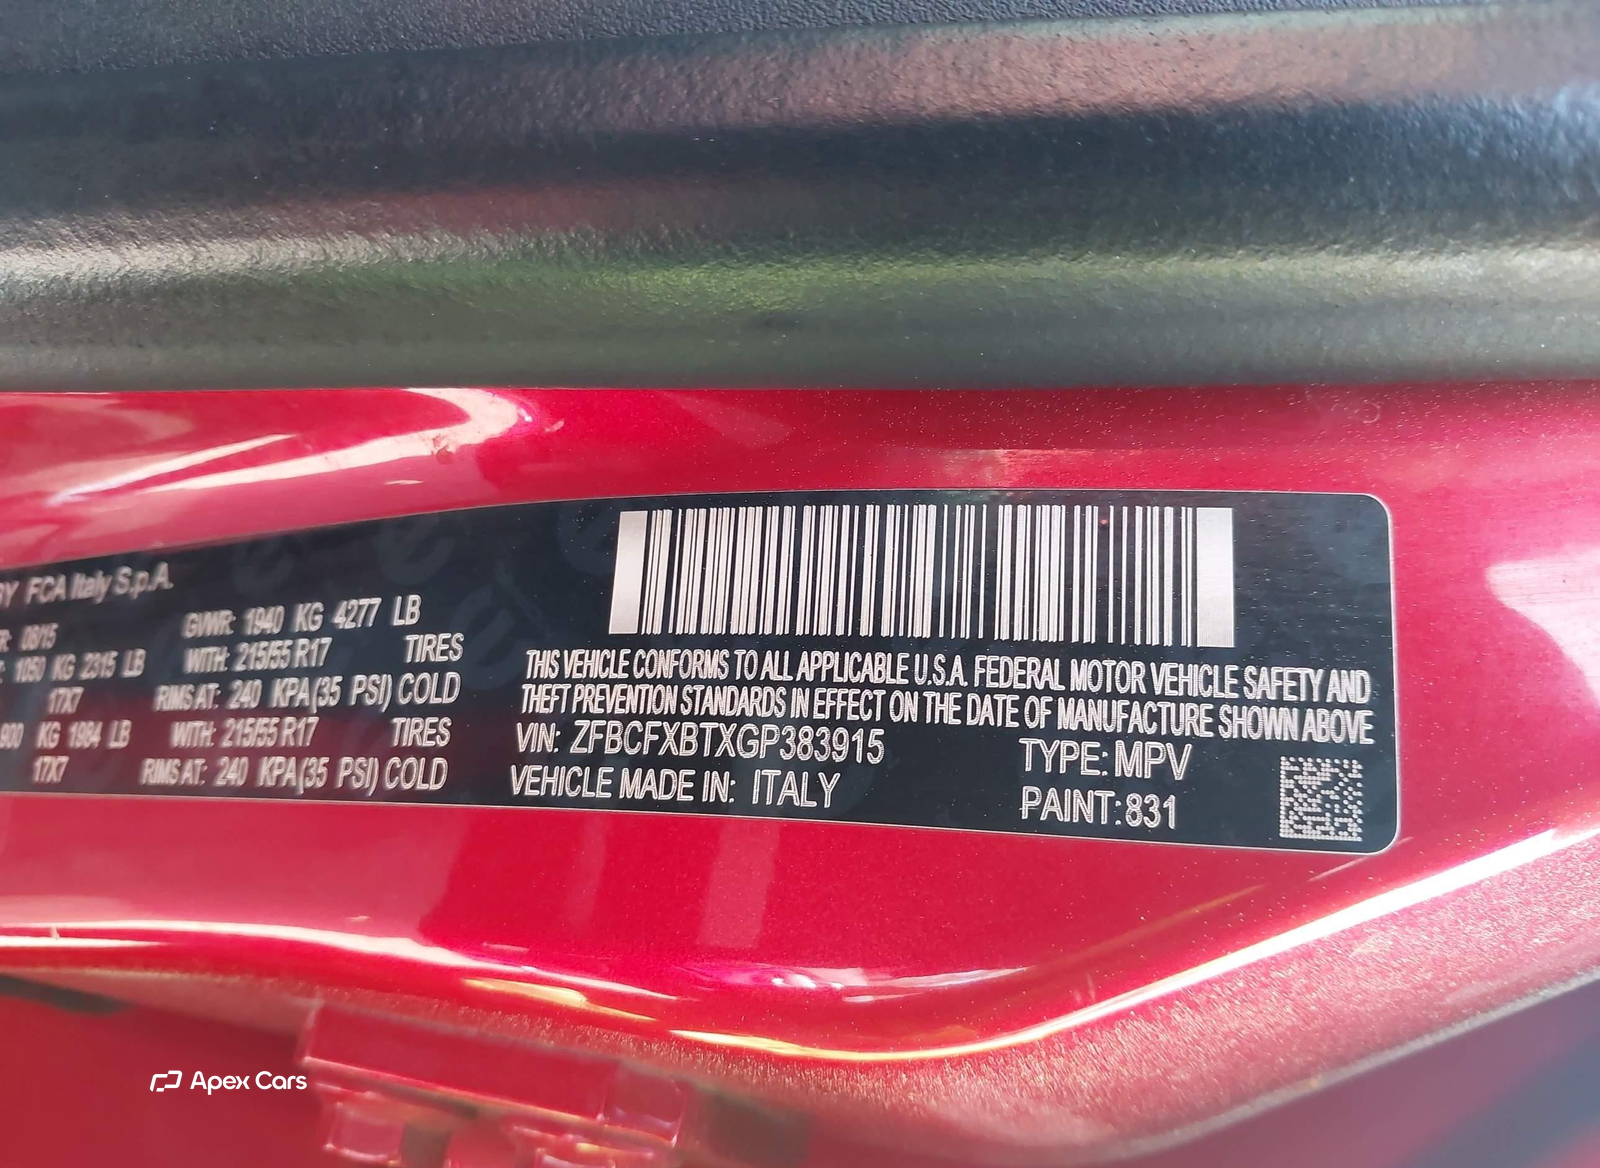 BY FCA Italy S.p.A.
08/15
GWR: 1940 KG 4277 LB
1050 KG 2315 LB WITH: 215/55 R17 TIRES
17X7 RIMS AT: 240 KPA(35 PSI) COLD
900 KG 1984 LB WITH: 215/55 R17 TIRES
17X7 RIMS AT: 240 KPA(35 PSI) COLD
THIS VEHICLE CONFORMS TO ALL APPLICABLE U.S.A. FEDERAL MOTOR VEHICLE SAFETY AND
THEFT PREVENTION STANDARDS IN EFFECT ON THE DATE OF MANUFACTURE SHOWN ABOVE
VIN: ZFBCFXBTXGP383915 TYPE: MPV
VEHICLE MADE IN: ITALY PAINT: 831
Apex Cars